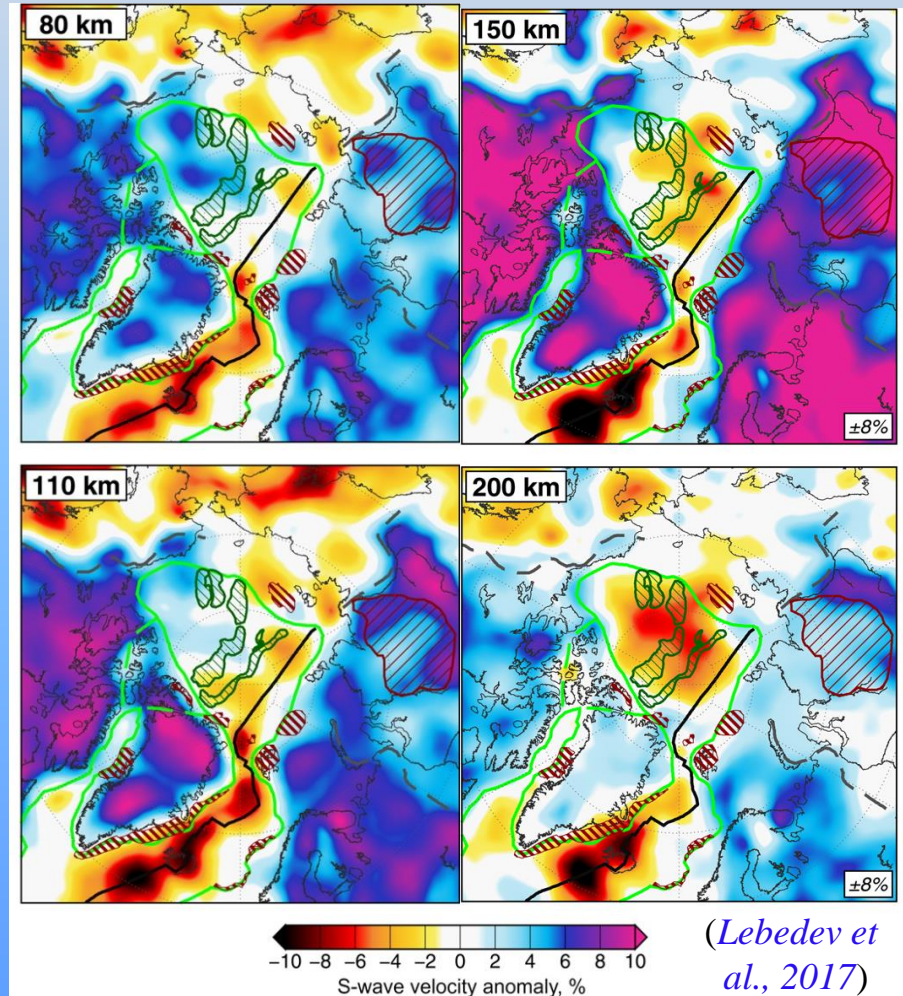 80 km
150 km
±8%
110 km
200 km
±8%
−10 −8 −6 −4 −2 0 2 4 6 8 10
S-wave velocity anomaly, %
(Lebedev et
al., 2017)